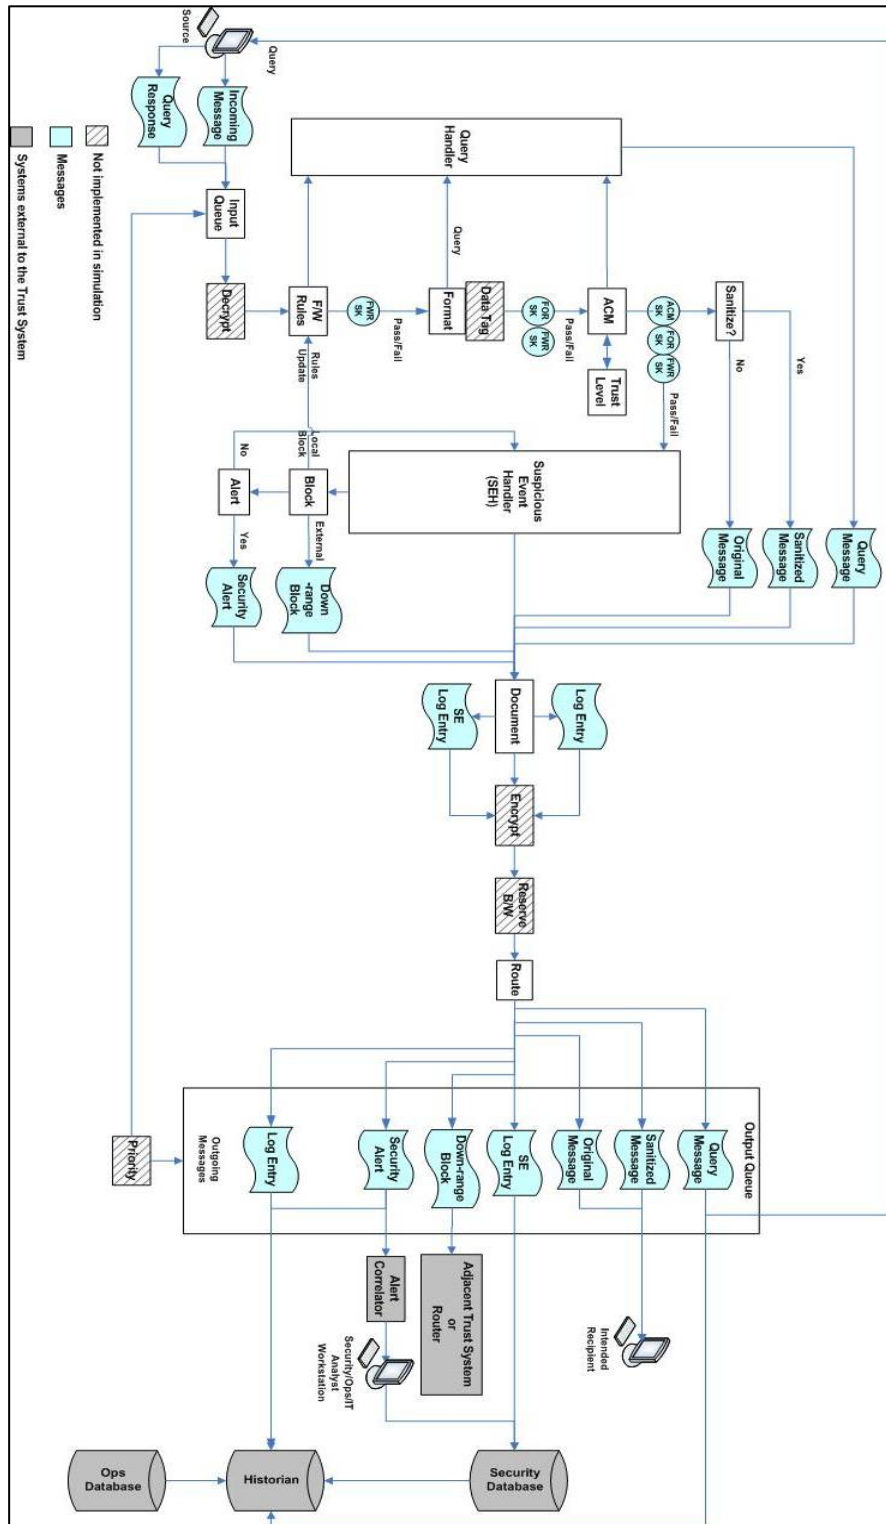 Source
Query
Query
Response
Incoming
Message
Not implemented in simulation
Messages
Systems external to the Trust System
Input
Queue
Decrypt
F/W
Rules
FWR
SK
Pass/Fail
Format
Data Tag
Query
Query
Handler
FOR
SK
FWR
SK
Pass/Fail
ACM
Trust
Level
ACM
SK
FOR
SK
FWR
SK
Pass/Fail
Sanitize?
Yes
No
Rules
Update
Local
Block
No
Alert
Yes
Block
External
Suspicious
Event
Handler
(SEH)
Security
Alert
Down
-range
Block
Original
Message
Sanitized
Message
Query
Message
Document
SE
Log Entry
Log Entry
Encrypt
Reserve
B/W
Route
Output Queue
Query
Message
Sanitized
Message
Original
Message
SE
Log Entry
Down-range
Block
Security
Alert
Log Entry
Outgoing
Messages
Priority
Alert
Correlator
Adjacent Trust System
or
Router
Intended
Recipient
Security/Ops/IT
Analyst
Workstation
Ops
Database
Historian
Security
Database